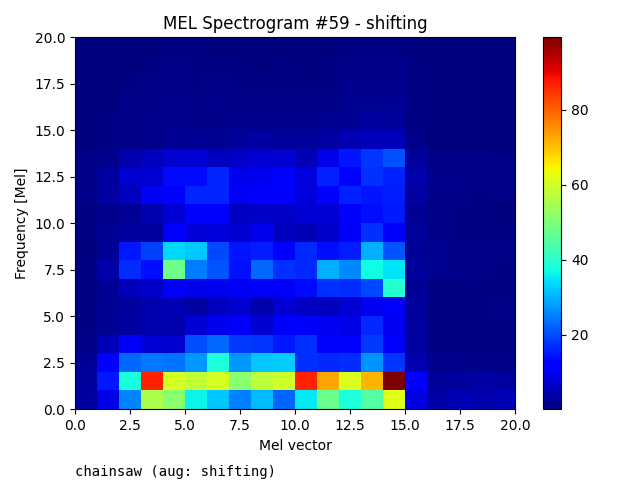 MEL Spectrogram #59 - shifting
20.0
17.5
15.0
12.5
10.0
7.5
5.0
2.5
0.0
Frequency [Mel]
0.0 2.5 5.0 7.5 10.0 12.5 15.0 17.5 20.0
Mel vector
80
60
40
20
chainsaw (aug: shifting)